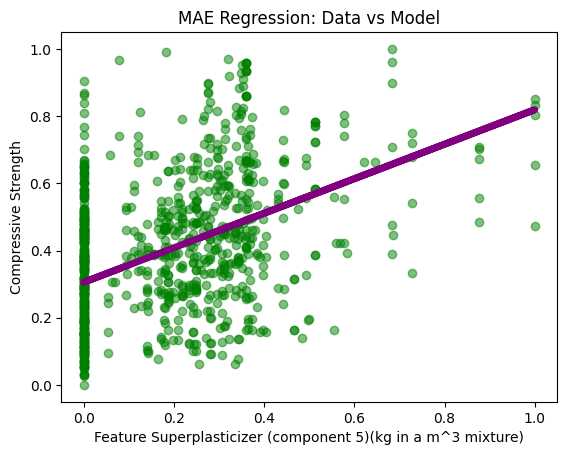 MAE Regression: Data vs Model
1.0
0.8
0.6
0.4
0.2
0.0
Compressive Strength
0.0 0.2 0.4 0.6 0.8 1.0
Feature Superplasticizer (component 5)(kg in a m^3 mixture)